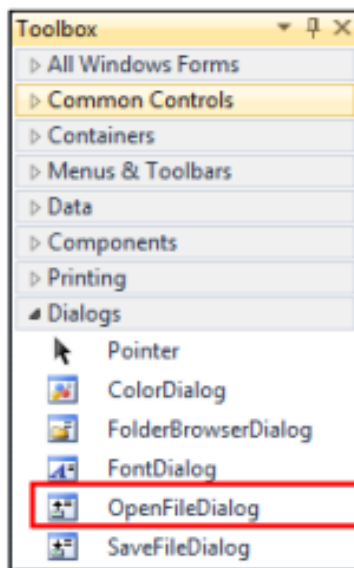 Toolbox
All Windows Forms
Common Controls
Containers
Menus & Toolbars
Data
Components
Printing
Dialogs
Pointer
ColorDialog
FolderBrowserDialog
FontDialog
OpenFileDialog
SaveFileDialog